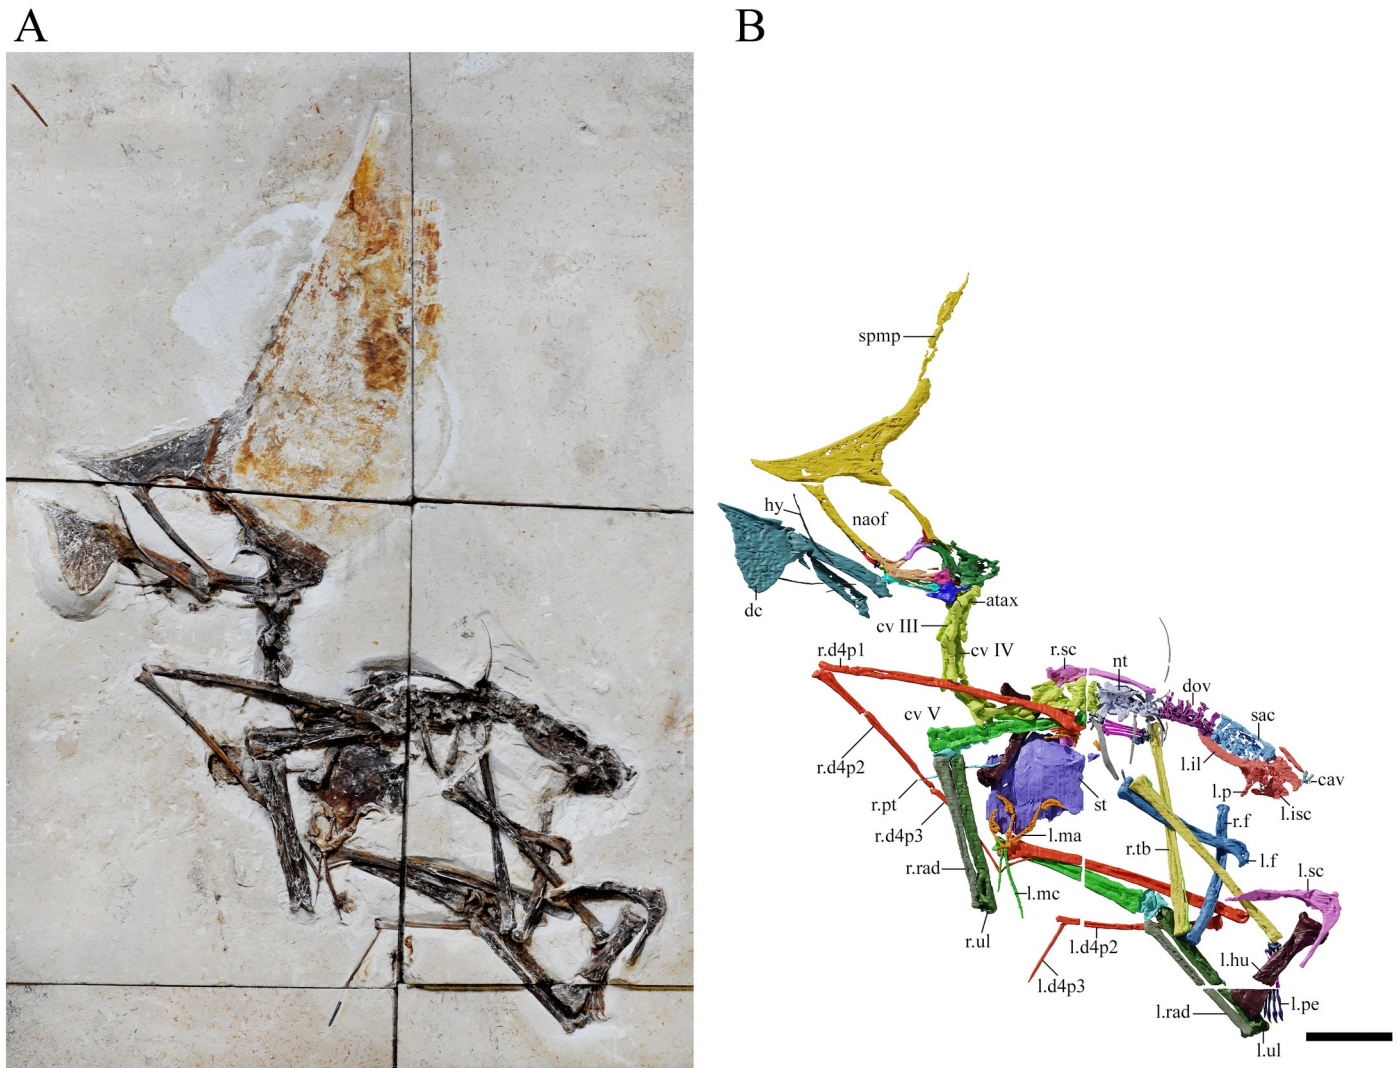 A
B
spmp
hy
naof
dc
atax
cv III
r.d4p1
cv IV
r.sc
nt
dov
cv V
sac
r.d4p2
l.il
cav
r.pt
l.p
l.isc
st
r.d4p3
l.ma
r.f
r.tb
r.rad
l.f
l.sc
l.mc
r.ul
l.d4p2
l.hu
l.d4p3
l.rad
l.pe
l.ul